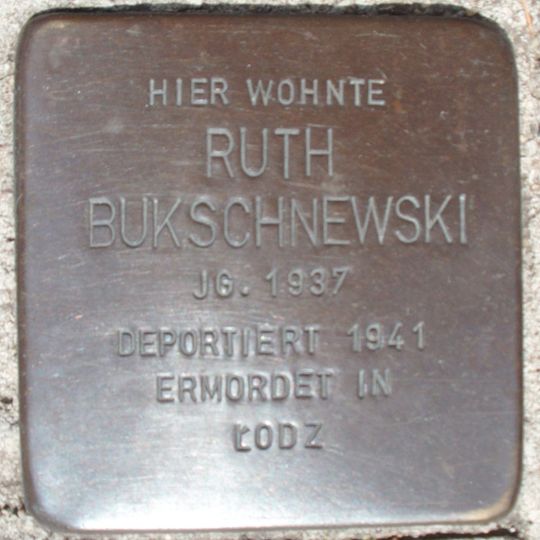 HIER WOHNTE
RUTH
BUKSCHNEWSKI
JG. 1937
DEPORTIERT 1941
ERMORDET IN
ŁODZ